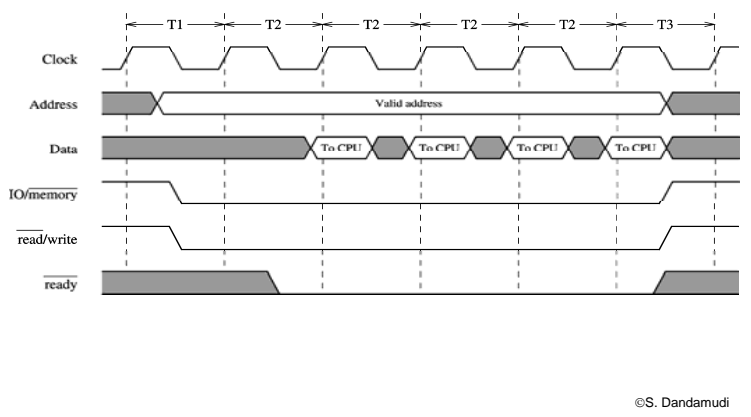 T1 T2 T2 T2 T2 T3
Clock
Address Valid address
Data To CPU To CPU To CPU To CPU
IO/memory
read/write
ready
©S. Dandamudi